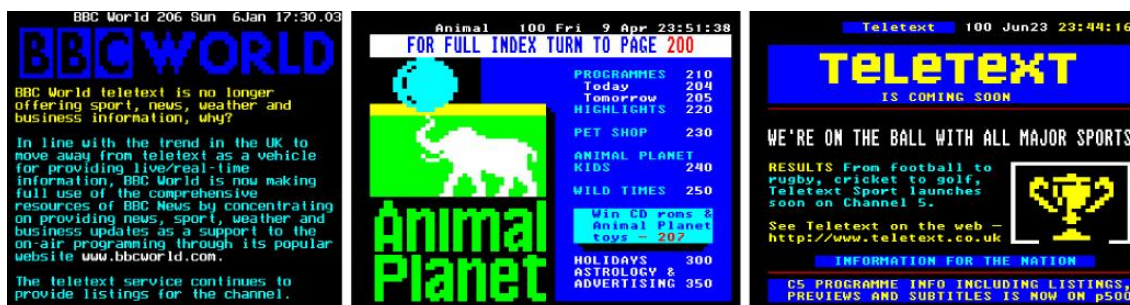 BBC World 206 Sun 6Jan 17:30.03
BBC WORLD
BBC World teletext is no longer
offering sport, news, weather and
business information, why?
In line with the trend in the UK to
move away from teletext as a vehicle
for providing live/real-time
information, BBC World is now making
full use of the comprehensive
resources of BBC News by concentrating
on providing news, sport, weather and
business updates as a support to the
on-air programming through its popular
website www.bbcworld.com.
The teletext service continues to
provide listings for the channel.
Animal 100 Fri 9 Apr 23:51:38
FOR FULL INDEX TURN TO PAGE 200
PROGRAMMES 210
Today 204
Tomorrow 205
HIGHLIGHTS 220
PET SHOP 230
ANIMAL PLANET
KIDS 240
WILD TIMES 250
Win CD roms &
Animal Planet
toys - 207
HOLIDAYS 300
ASTROLOGY &
ADVERTISING 350
Animal
Planet
Teletext 100 Jun23 23:44:16
TeLeTexT
IS COMING SOON
WE'RE ON THE BALL WITH ALL MAJOR SPORTS
RESULTS From football to
rugby, cricket to golf,
Teletext Sport launches
soon on Channel 5.
See Teletext on the web –
http://www.teletext.co.uk
INFORMATION FOR THE NATION
C5 PROGRAMME INFO INCLUDING LISTINGS,
PREVIEWS AND SUBTITLES IS NOW ON p500